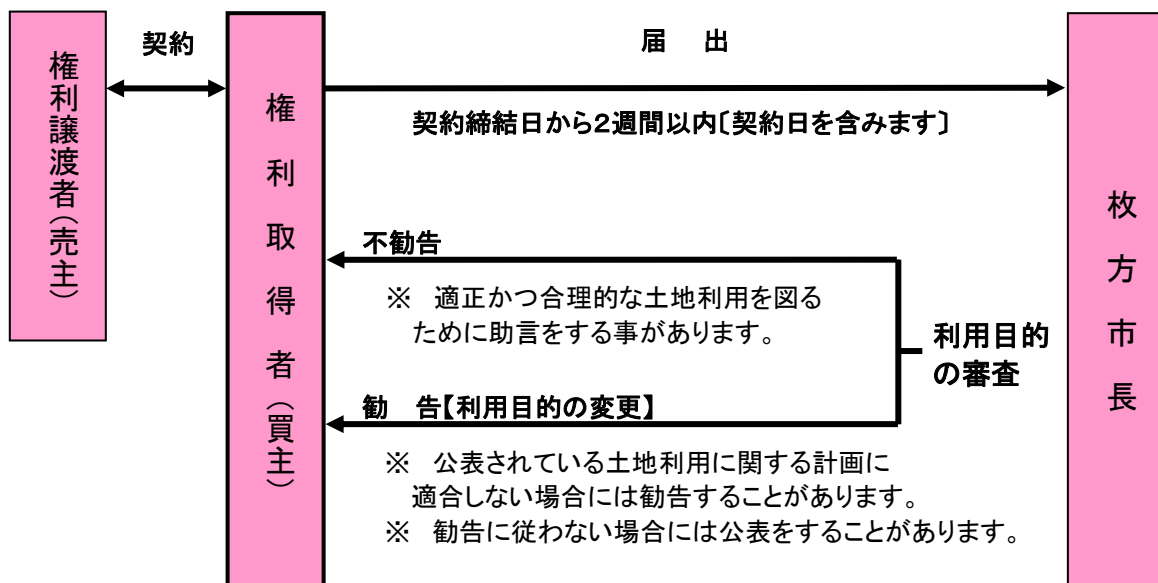 権利譲渡者（売主）
契約
権利取得者（買主）
届　出
契約締結日から2週間以内〔契約日を含みます〕
不勧告
※　適正かつ合理的な土地利用を図る
ために助言をする事があります。
利用目的
の審査
勧　告【利用目的の変更】
※　公表されている土地利用に関する計画に
適合しない場合には勧告することがあります。
※　勧告に従わない場合には公表をすることがあります。
枚方市長